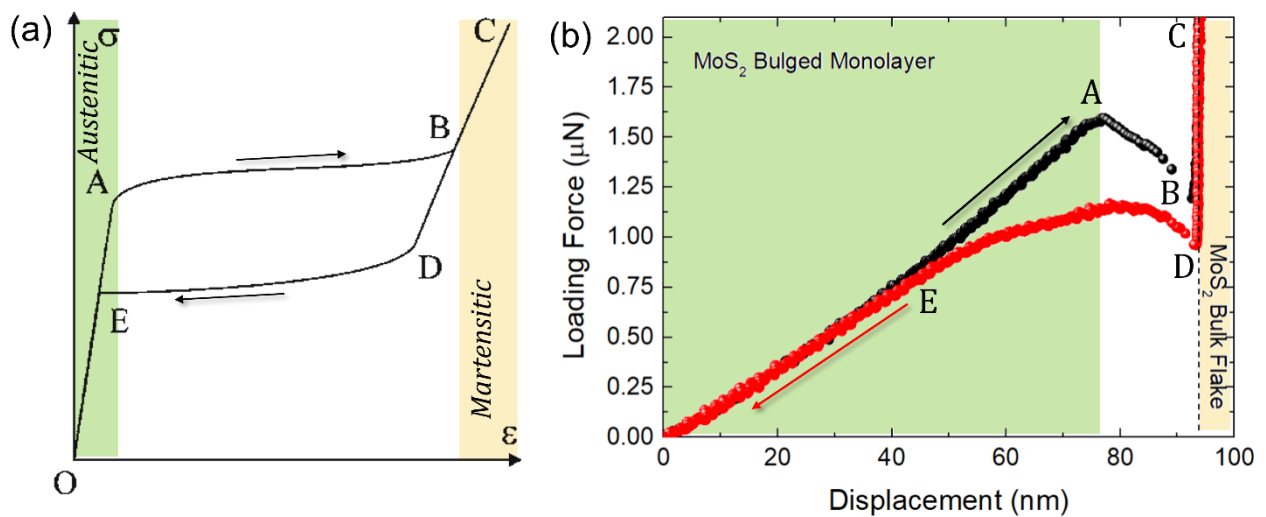 (a)
σ
Austenitic
A
B
C
D
E
Martensitic
ε
O
(b)
Loading Force (μN)
2.00
1.75
1.50
1.25
1.00
0.75
0.50
0.25
0.00
MoS₂ Bulged Monolayer
A
B
C
D
E
MoS₂ Bulk Flake
0 20 40 60 80 100
Displacement (nm)